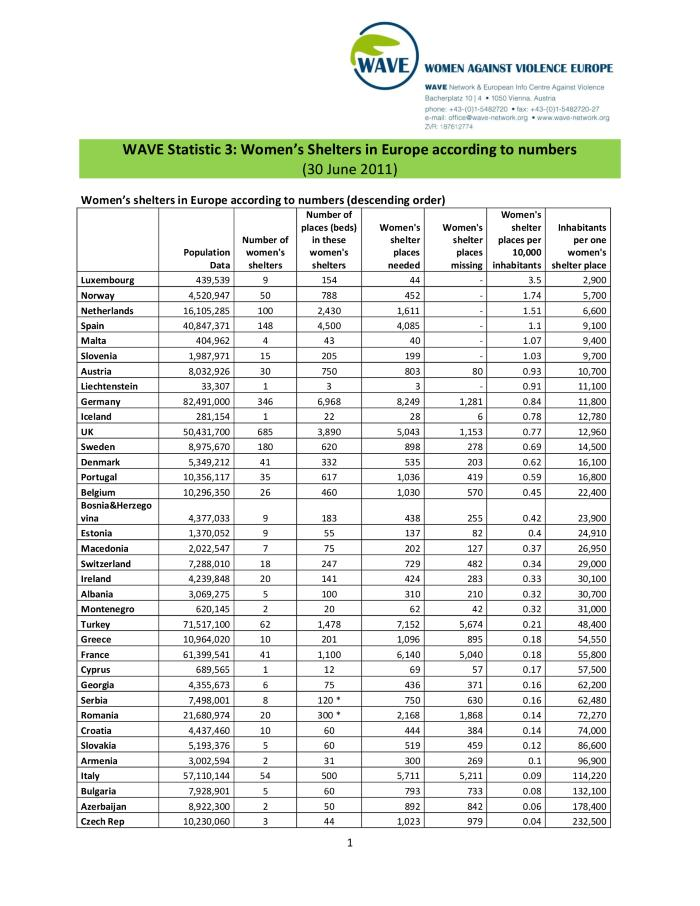 WAVE
WOMEN AGAINST VIOLENCE EUROPE
WAVE Network & European Info Centre Against Violence
Bacherplatz 10 | 4 • 1050 Vienna, Austria
phone: +43-(0)1-5482720 • fax: +43-(0)1-5482720-27
e-mail: office@wave-network.org • www.wave-network.org
ZVR: 187612774
WAVE Statistic 3: Women's Shelters in Europe according to numbers
(30 June 2011)
Women's shelters in Europe according to numbers (descending order)
Population Data | Number of women's shelters | Number of places (beds) in these women's shelters | Women's shelter places needed | Women's shelter places missing | Women's shelter places per 10,000 inhabitants | Inhabitants per one women's shelter place
Luxembourg 439,539 9 154 44 - 3.5 2,900
Norway 4,520,947 50 788 452 - 1.74 5,700
Netherlands 16,105,285 100 2,430 1,611 - 1.51 6,600
Spain 40,847,371 148 4,500 4,085 - 1.1 9,100
Malta 404,962 4 43 40 - 1.07 9,400
Slovenia 1,987,971 15 205 199 - 1.03 9,700
Austria 8,032,926 30 750 803 80 0.93 10,700
Liechtenstein 33,307 1 3 3 - 0.91 11,100
Germany 82,491,000 346 6,968 8,249 1,281 0.84 11,800
Iceland 281,154 1 22 28 6 0.78 12,780
UK 50,431,700 685 3,890 5,043 1,153 0.77 12,960
Sweden 8,975,670 180 620 898 278 0.69 14,500
Denmark 5,349,212 41 332 535 203 0.62 16,100
Portugal 10,356,117 35 617 1,036 419 0.59 16,800
Belgium 10,296,350 26 460 1,030 570 0.45 22,400
Bosnia&Herzego
vina 4,377,033 9 183 438 255 0.42 23,900
Estonia 1,370,052 9 55 137 82 0.4 24,910
Macedonia 2,022,547 7 75 202 127 0.37 26,950
Switzerland 7,288,010 18 247 729 482 0.34 29,000
Ireland 4,239,848 20 141 424 283 0.33 30,100
Albania 3,069,275 5 100 310 210 0.32 30,700
Montenegro 620,145 2 20 62 42 0.32 31,000
Turkey 71,517,100 62 1,478 7,152 5,674 0.21 48,400
Greece 10,964,020 10 201 1,096 895 0.18 54,550
France 61,399,541 41 1,100 6,140 5,040 0.18 55,800
Cyprus 689,565 1 12 69 57 0.17 57,500
Georgia 4,355,673 6 75 436 371 0.16 62,200
Serbia 7,498,001 8 120 * 750 630 0.16 62,480
Romania 21,680,974 20 300 * 2,168 1,868 0.14 72,270
Croatia 4,437,460 10 60 444 384 0.14 74,000
Slovakia 5,193,376 5 60 519 459 0.12 86,600
Armenia 3,002,594 2 31 300 269 0.1 96,900
Italy 57,110,144 54 500 5,711 5,211 0.09 114,220
Bulgaria 7,928,901 5 60 793 733 0.08 132,100
Azerbaijan 8,922,300 2 50 892 842 0.06 178,400
Czech Rep 10,230,060 3 44 1,023 979 0.04 232,500
1